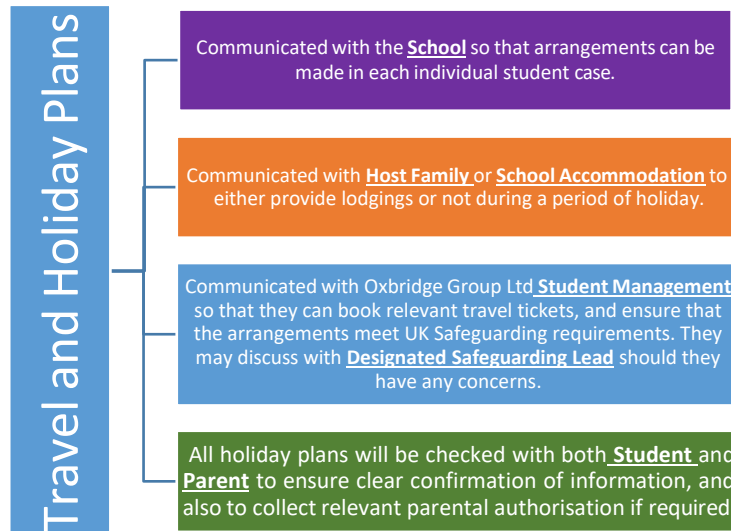 Travel and Holiday Plans
Communicated with the School so that arrangements can be
made in each individual student case.
Communicated with Host Family or School Accommodation to
either provide lodgings or not during a period of holiday.
Communicated with Oxbridge Group Ltd Student Management
so that they can book relevant travel tickets, and ensure that
the arrangements meet UK Safeguarding requirements. They
may discuss with Designated Safeguarding Lead should they
have any concerns.
All holiday plans will be checked with both Student and
Parent to ensure clear confirmation of information, and
also to collect relevant parental authorisation if required